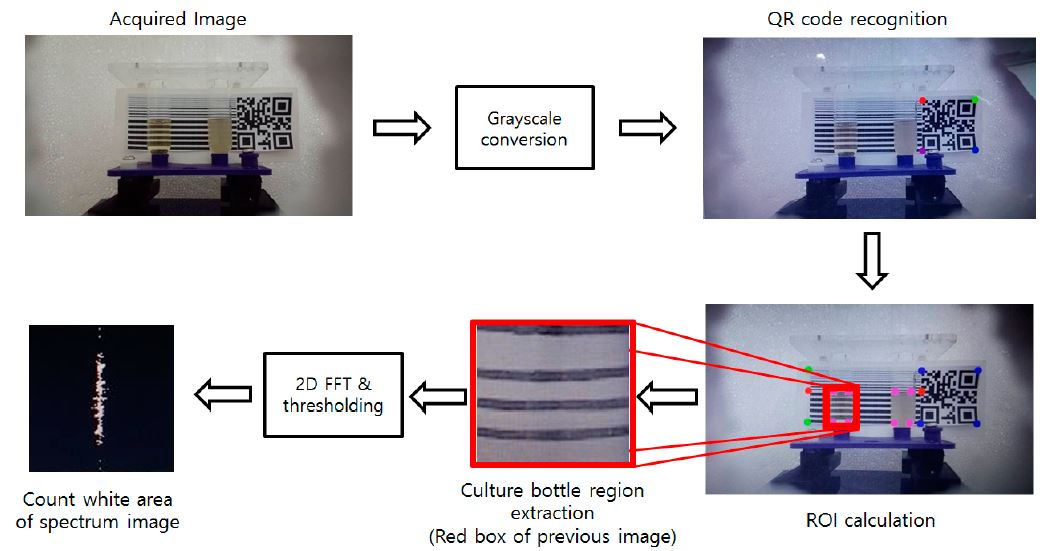 Acquired Image
QR code recognition
Grayscale
conversion
2D FFT &
thresholding
Count white area
of spectrum image
Culture bottle region
extraction
(Red box of previous image)
ROI calculation